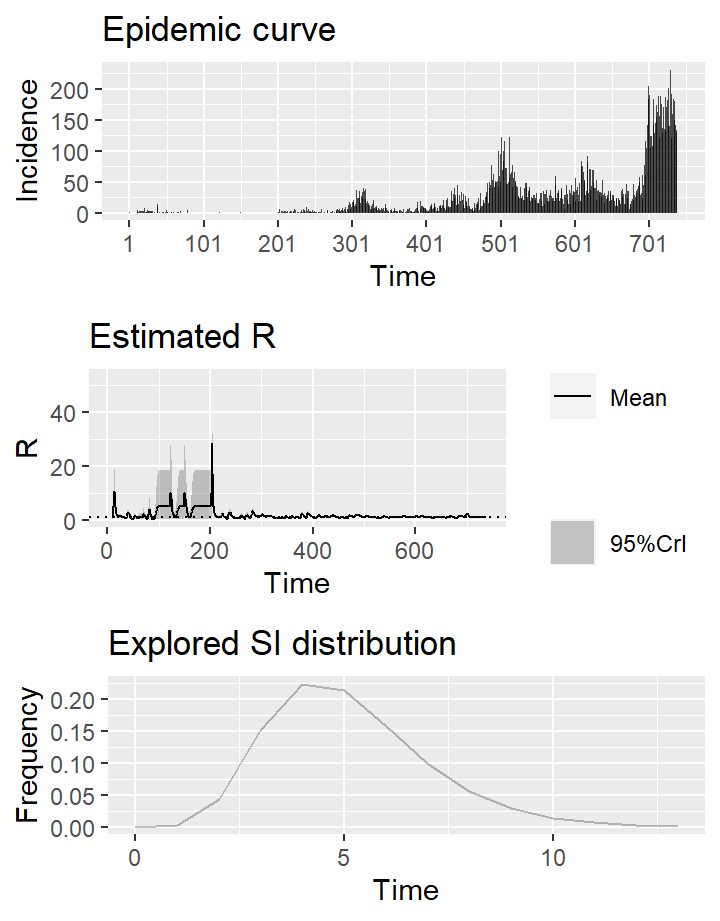 Epidemic curve
Incidence
200
150
100
50
0
1 101 201 301 401 501 601 701
Time
Estimated R
R
40
20
0
0 200 400 600
Time
Mean
95%CrI
Explored SI distribution
Frequency
0.20
0.15
0.10
0.05
0.00
0 5 10
Time